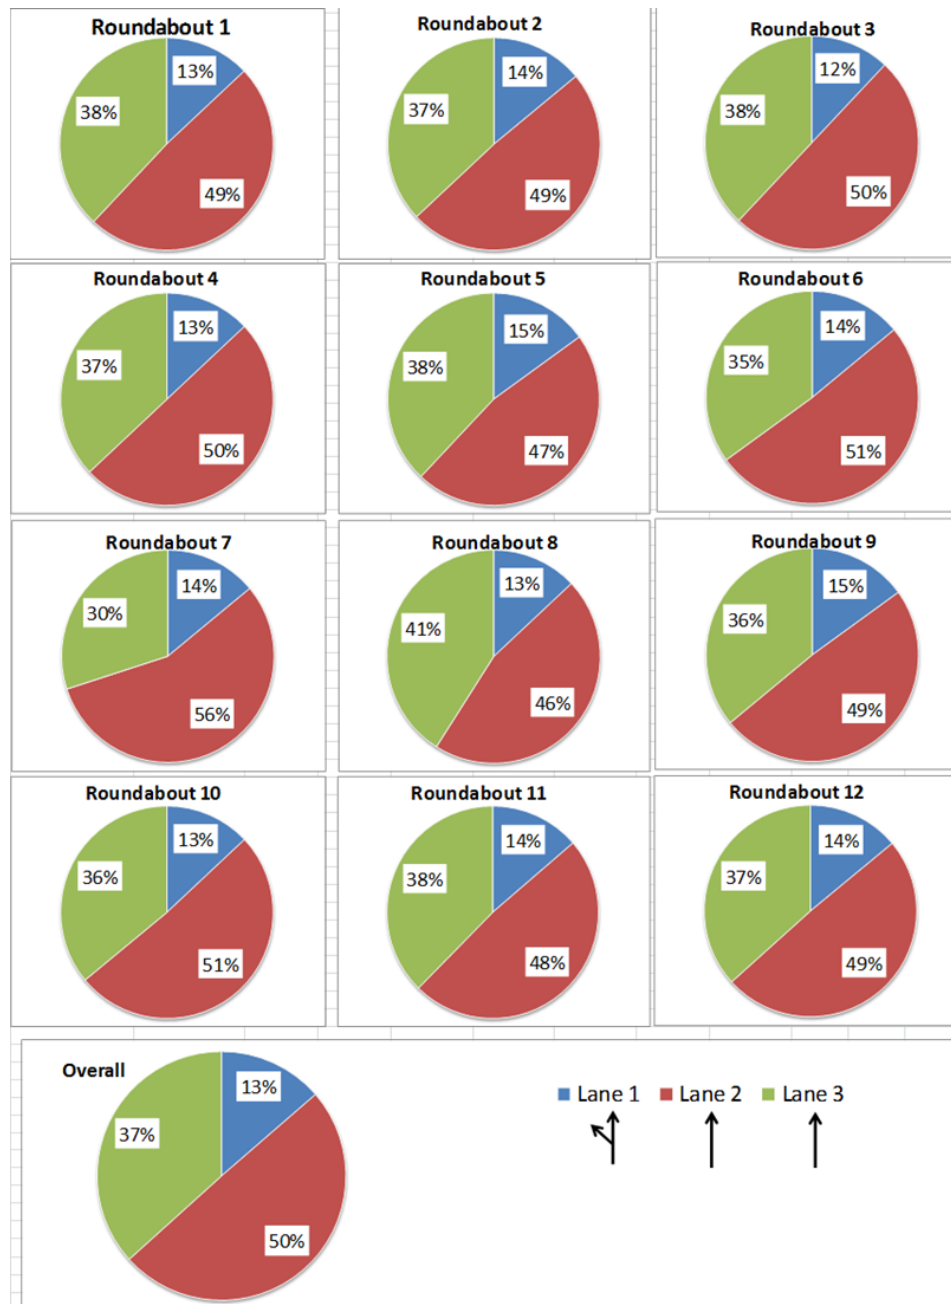 Roundabout 1
13%
38%
49%
Roundabout 2
14%
37%
49%
Roundabout 3
12%
38%
50%
Roundabout 4
13%
37%
50%
Roundabout 5
15%
38%
47%
Roundabout 6
14%
35%
51%
Roundabout 7
14%
30%
56%
Roundabout 8
13%
41%
46%
Roundabout 9
15%
36%
49%
Roundabout 10
13%
36%
51%
Roundabout 11
14%
38%
48%
Roundabout 12
14%
37%
49%
Overall
13%
37%
50%
Lane 1 Lane 2 Lane 3